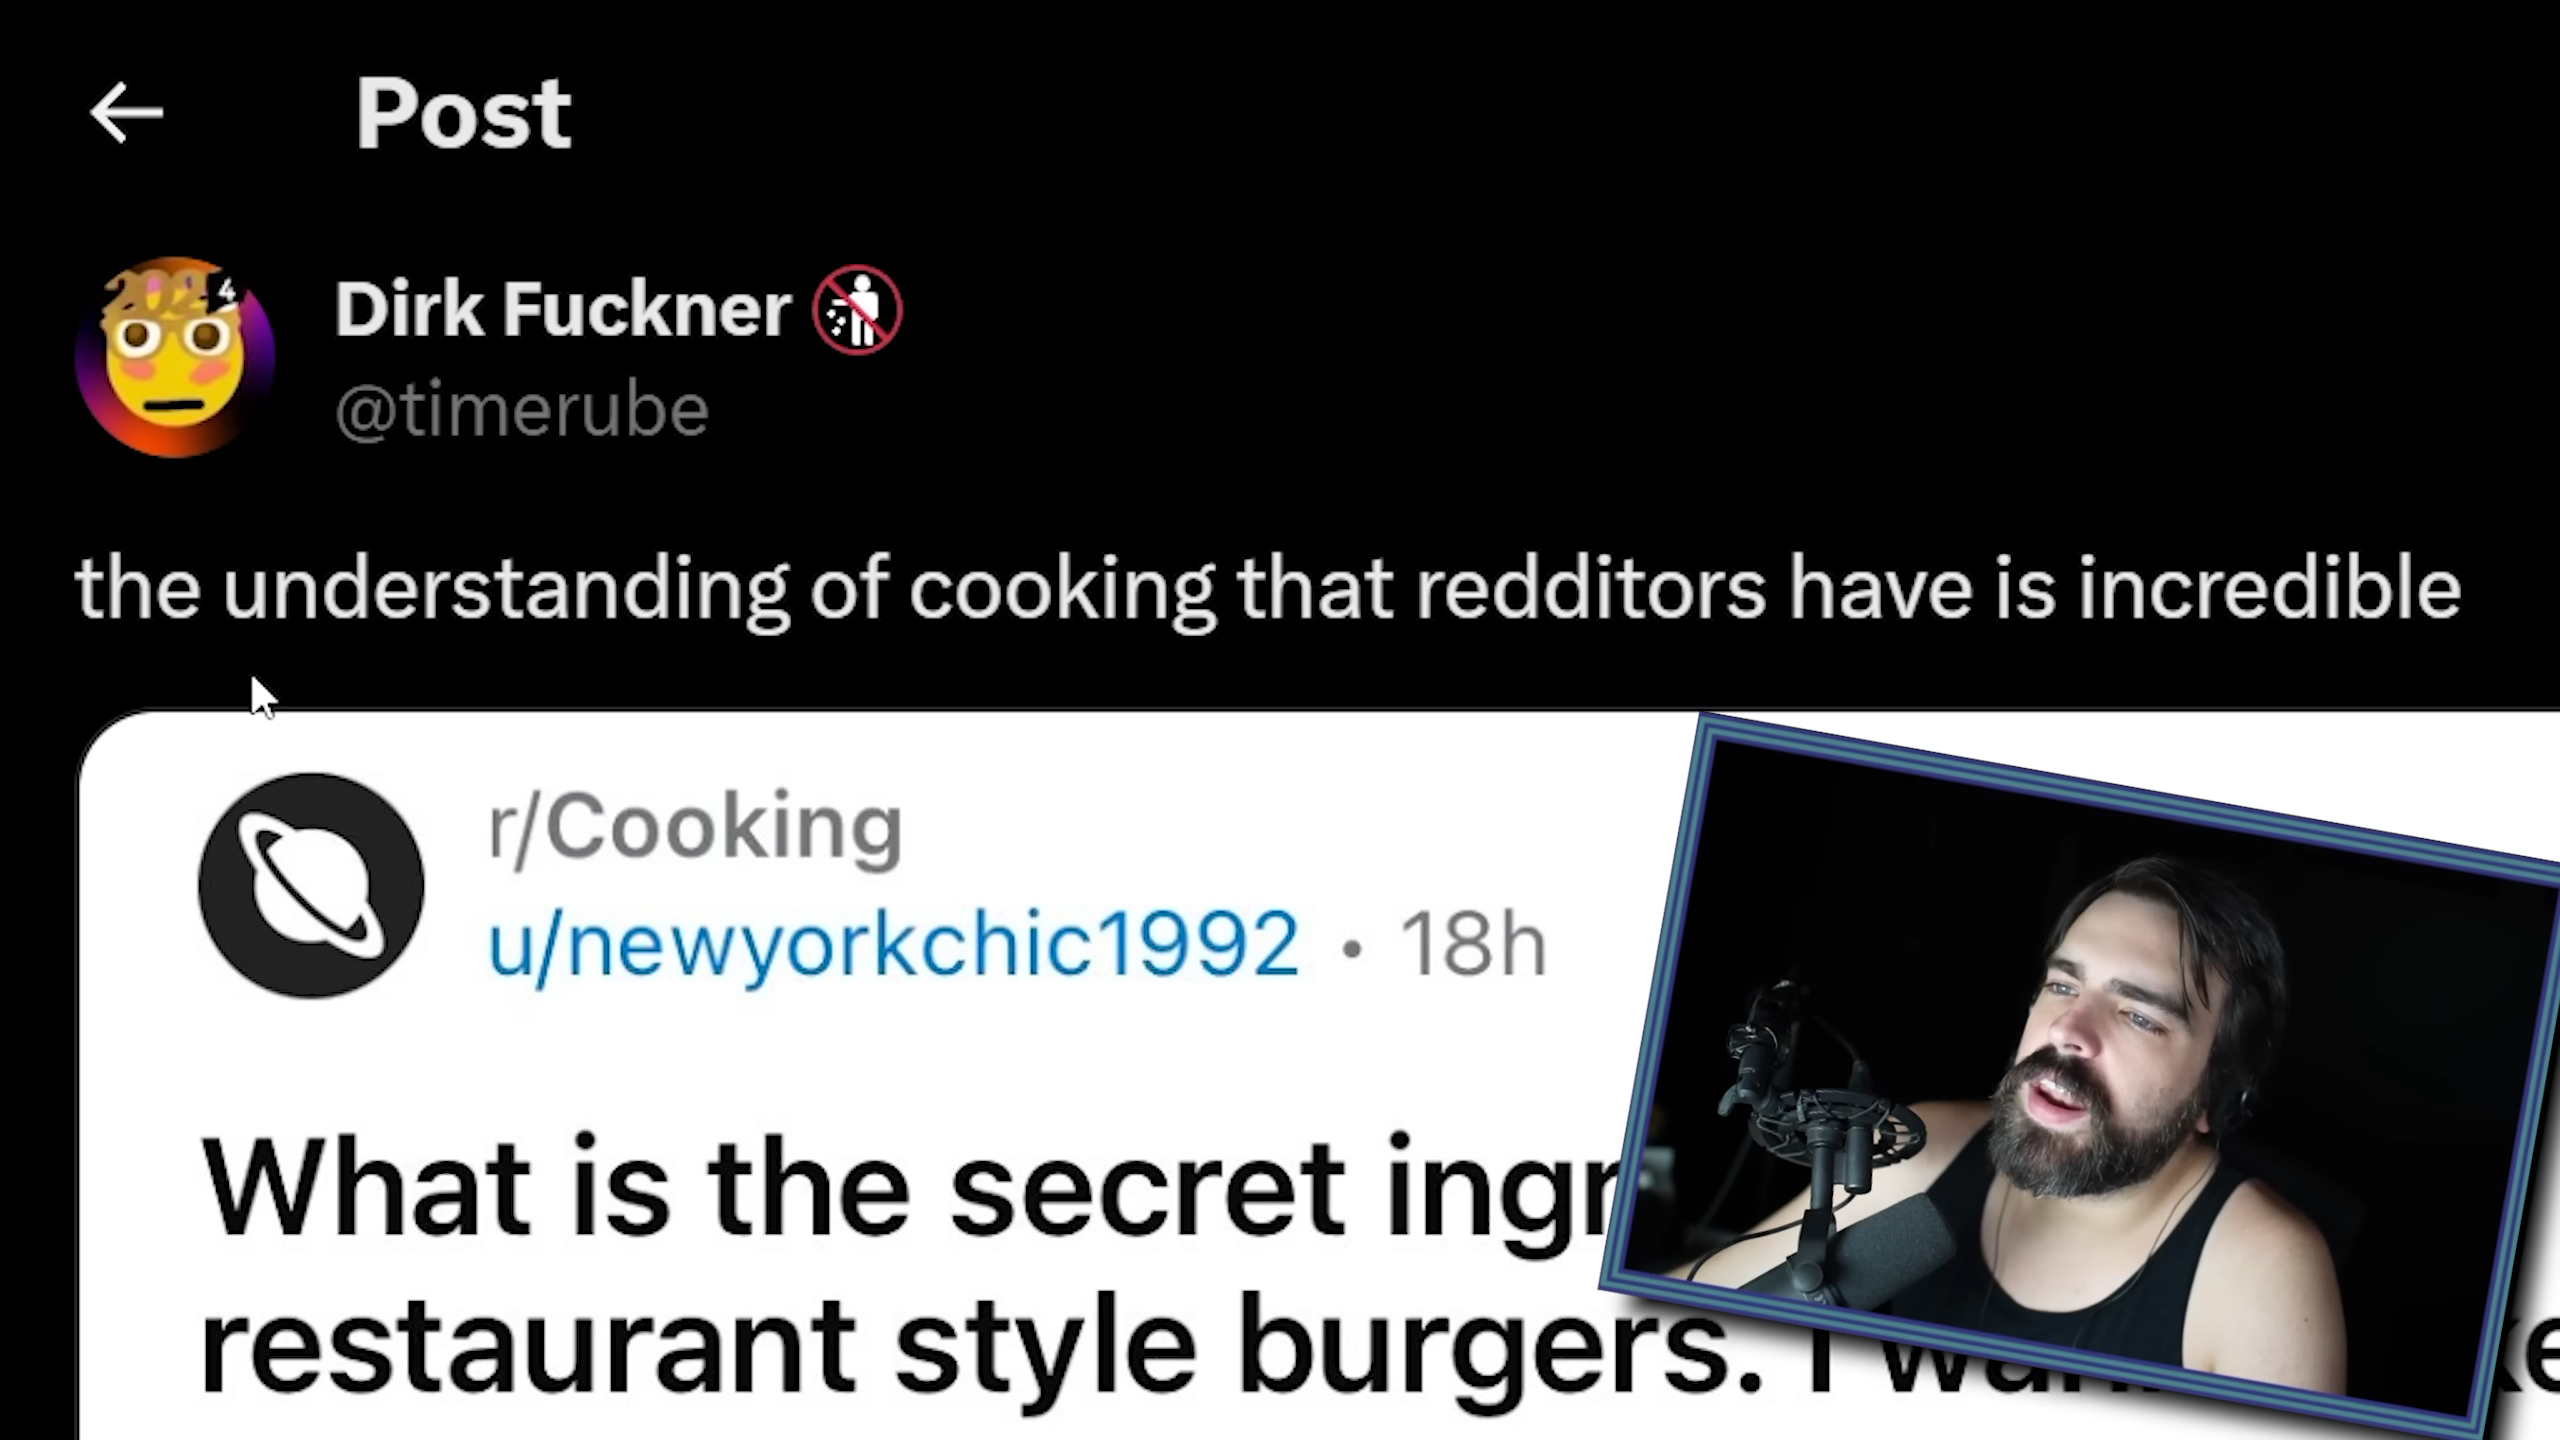 Post
2024
Dirk Fuckner
@timerube
the understanding of cooking that redditors have is incredible
r/Cooking
u/newyorkchic1992 • 18h
What is the secret
restaurant style burgers. I